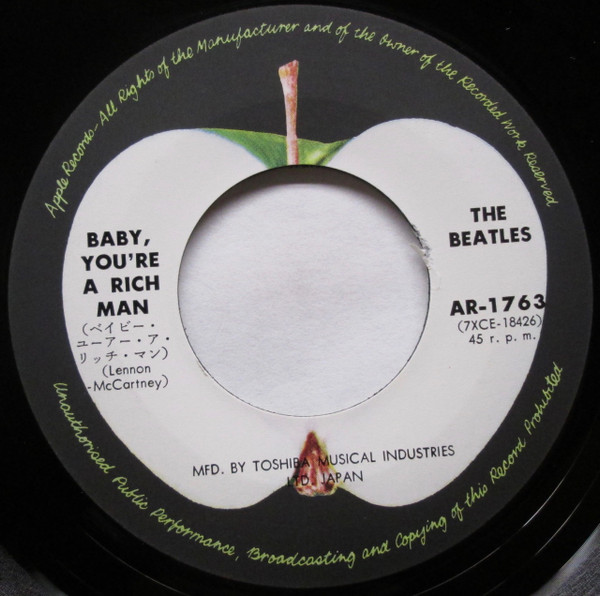 Apple Records-All Rights of the Manufacturer and of the Owner of the Recorded Work Reserved
BABY,
YOU'RE
A RICH
MAN
(ベイビー・
ユーアー・ア・
リッチ・マン)
(Lennon
-McCartney)
THE
BEATLES
AR-1763
(7XCE-18426)
45 r. p. m.
MFD. BY TOSHIBA MUSICAL INDUSTRIES
LTD. JAPAN
Unauthorised Public Performance, Broadcasting and Copying of this Record Prohibited